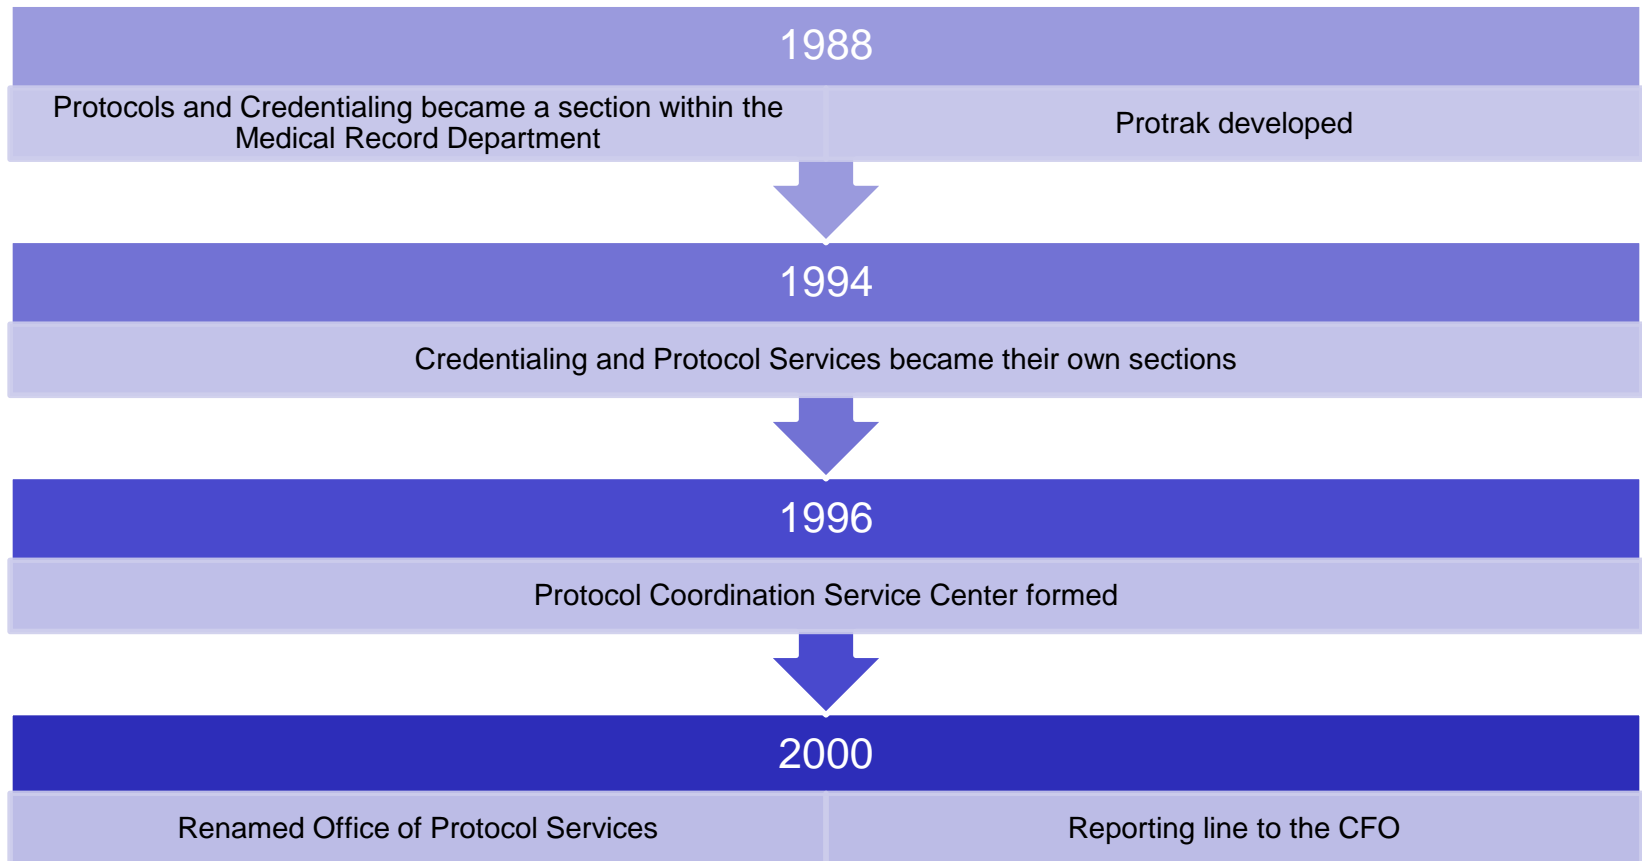 1988
Protocols and Credentialing became a section within the
Medical Record Department
Protrak developed
1994
Credentialing and Protocol Services became their own sections
1996
Protocol Coordination Service Center formed
2000
Renamed Office of Protocol Services
Reporting line to the CFO